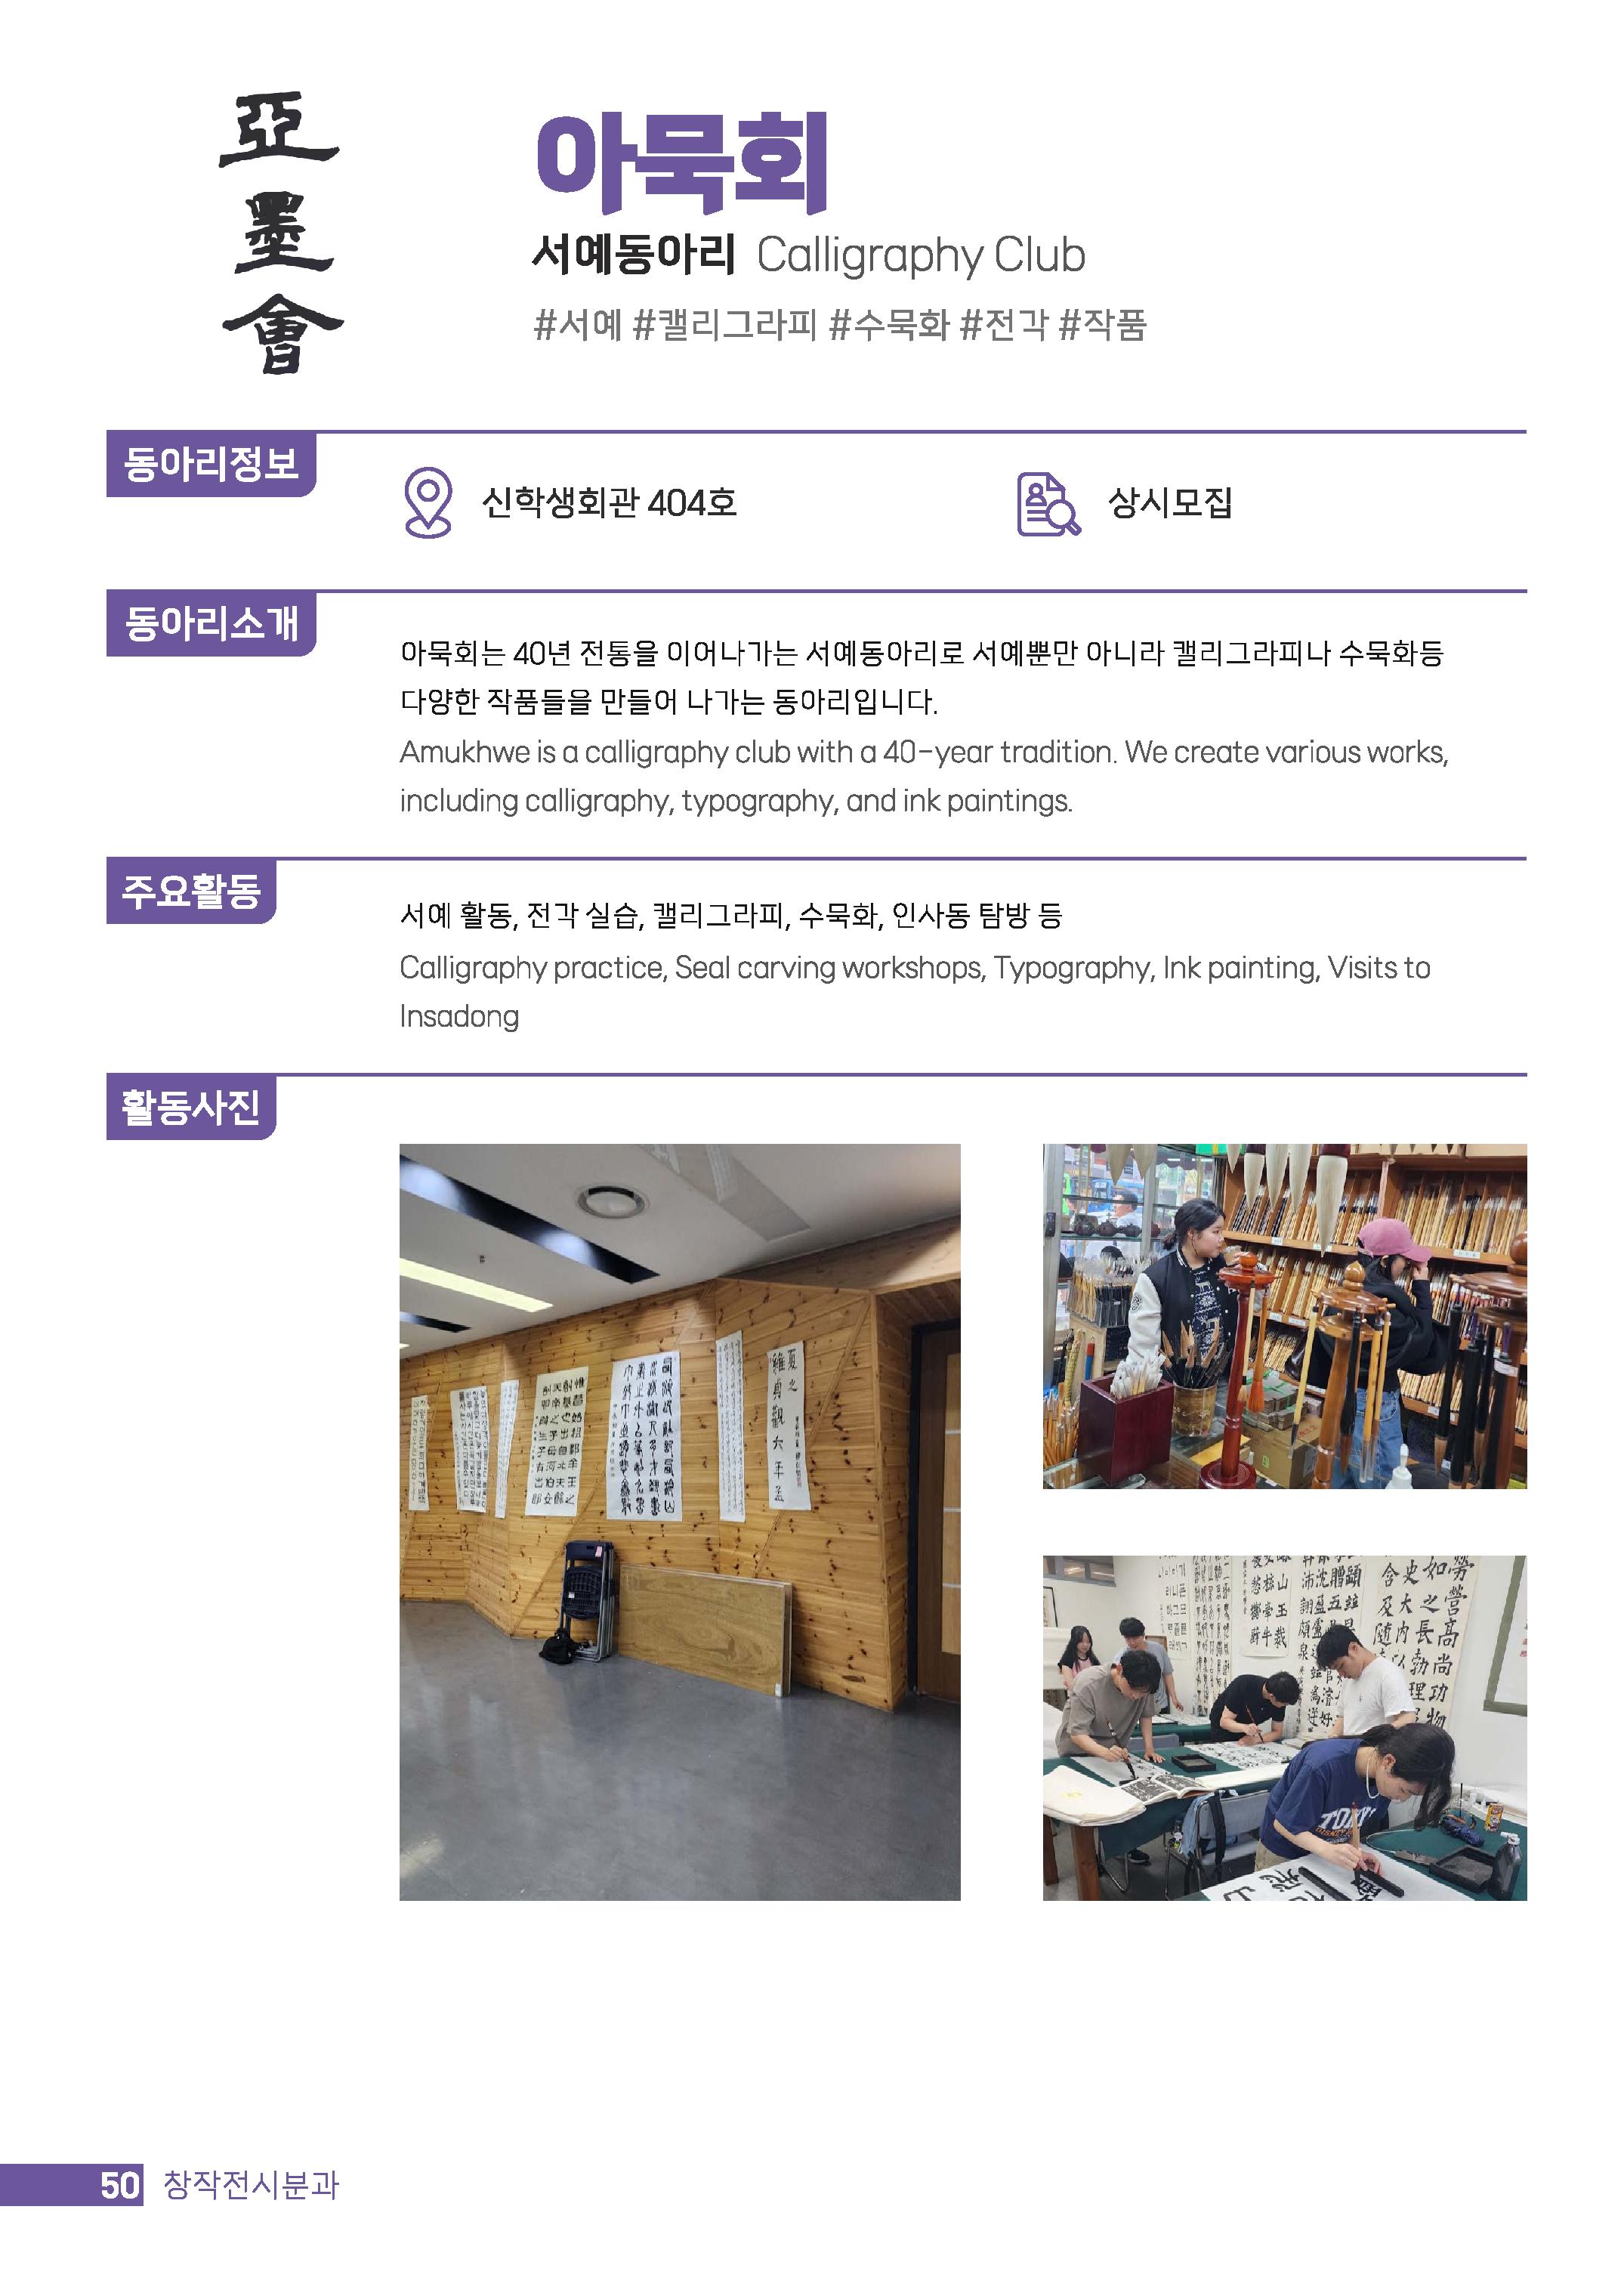 亞
墨
會
아묵회
서예동아리 Calligraphy Club
#서예 #캘리그라피 #수묵화 #전각 #작품
동아리정보
신학생회관 404호
상시모집
동아리소개
아묵회는 40년 전통을 이어나가는 서예동아리로 서예뿐만 아니라 캘리그라피나 수묵화등
다양한 작품들을 만들어 나가는 동아리입니다.
Amukhwe is a calligraphy club with a 40-year tradition. We create various works,
including calligraphy, typography, and ink paintings.
주요활동
서예 활동, 전각 실습, 캘리그라피, 수묵화, 인사동 탐방 등
Calligraphy practice, Seal carving workshops, Typography, Ink painting, Visits to
Insadong
활동사진
50 창작전시분과